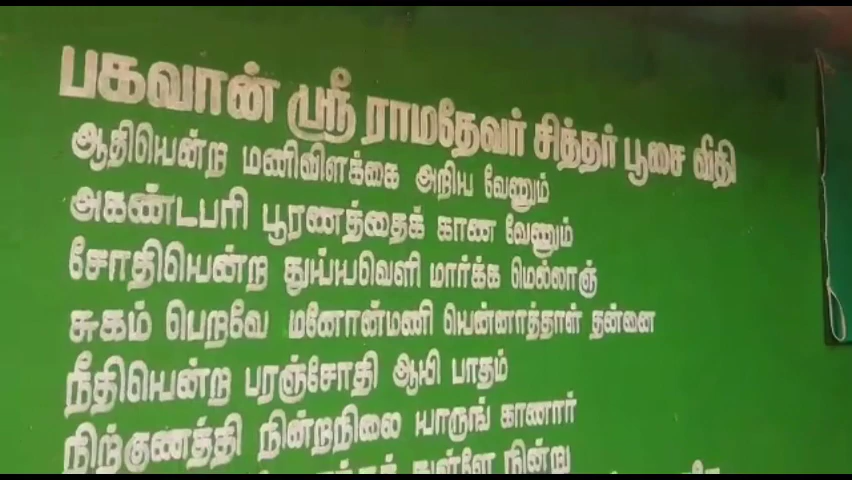 பகவான் ஸ்ரீ ராமதேவர் சித்தர் பூசை விதி
ஆதியென்ற மணிவிளக்கை அறிய வேணும்
அகண்டபரி பூரணத்தைக் காண வேணும்
சோதியென்ற துய்யவெளி மார்க்க மெல்லாஞ்
சுகம் பெறவே மனோன்மணி யென்னாத்தாள் தன்னை
நீதியென்ற பரஞ்சோதி ஆயி பாதம்
நிற்குணத்தி நின்றநிலை யாருங் காணார்
துள்ளே நின்று